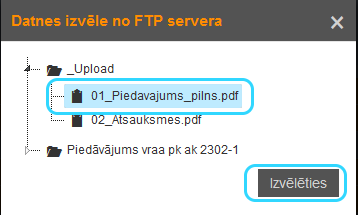 Datnes izvēle no FTP servera
_Upload
01_Piedavajums_pilns.pdf
02_Atsauksmes.pdf
Piedāvājums vraa pk ak 2302-1
Izvēlēties